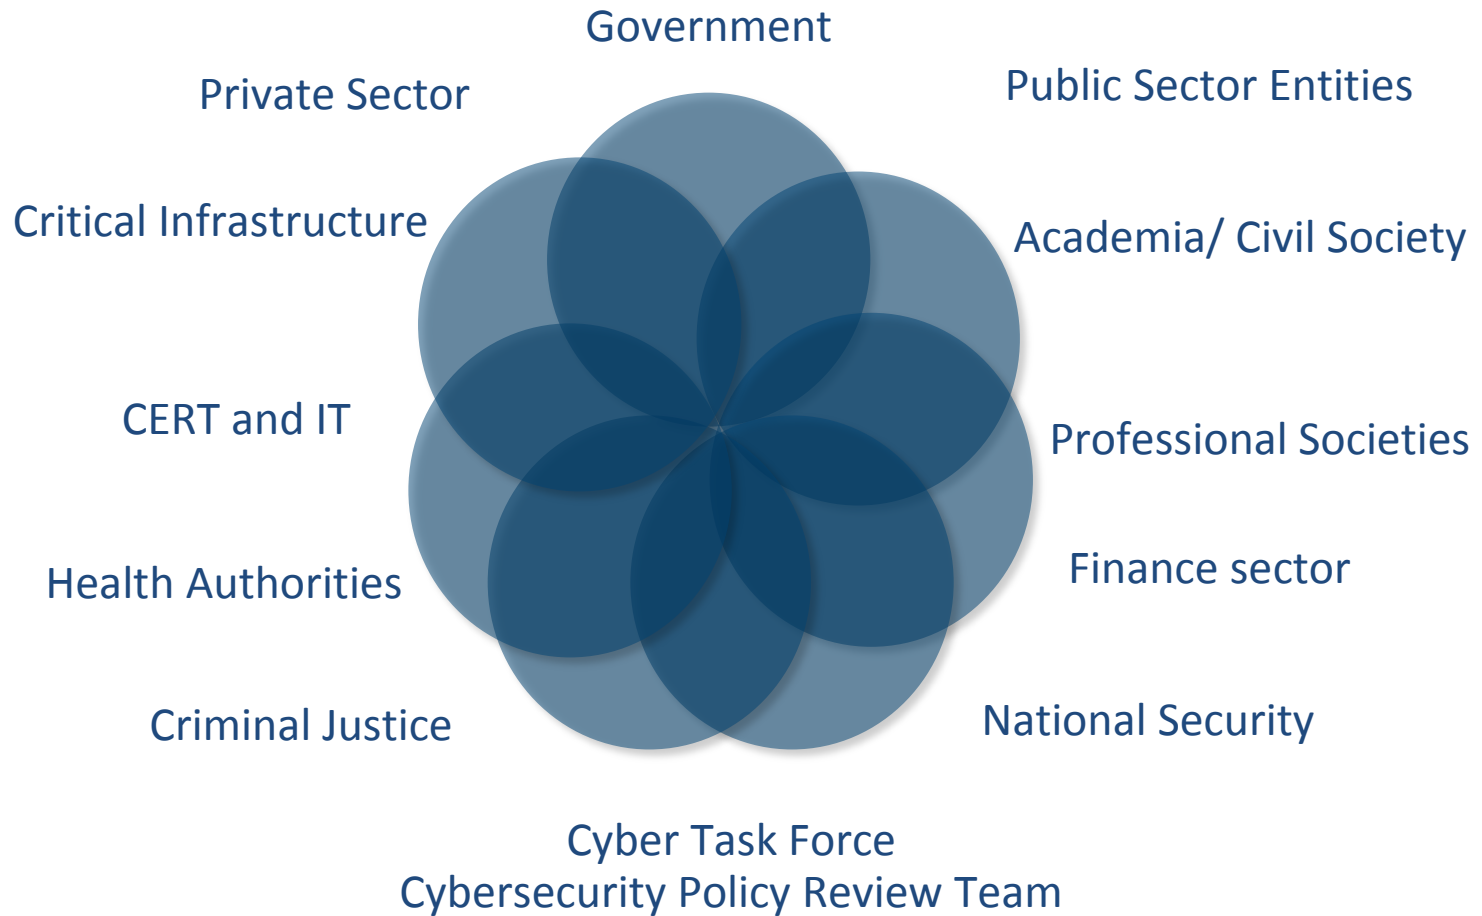 Government
Private Sector
Public Sector Entities
Critical Infrastructure
Academia/ Civil Society
CERT and IT
Professional Societies
Health Authorities
Finance sector
Criminal Justice
National Security
Cyber Task Force
Cybersecurity Policy Review Team